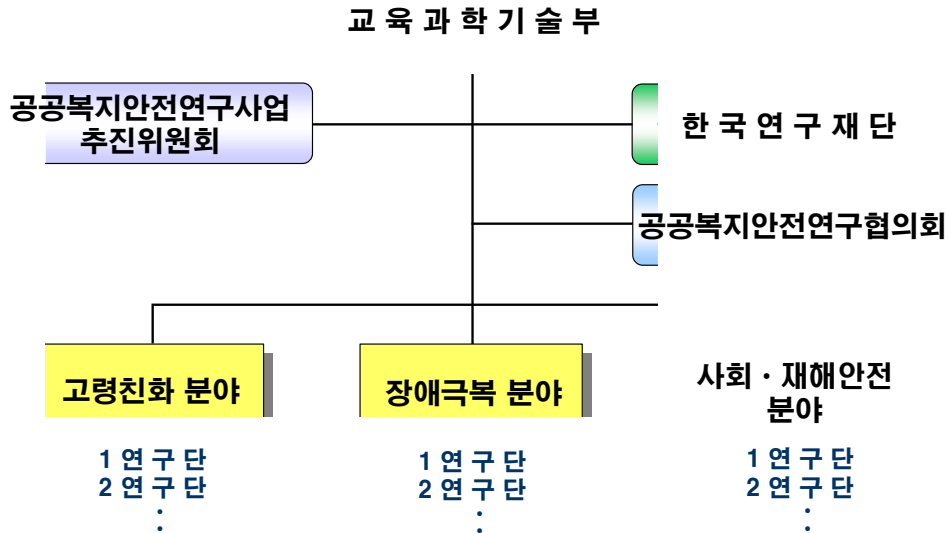 교 육 과 학 기 술 부
공공복지안전연구사업
추진위원회
한 국 연 구 재 단
공공복지안전연구협의회
고령친화 분야
장애극복 분야
사회 · 재해안전
분야
1 연 구 단
2 연 구 단
:
1 연 구 단
2 연 구 단
:
1 연 구 단
2 연 구 단
: